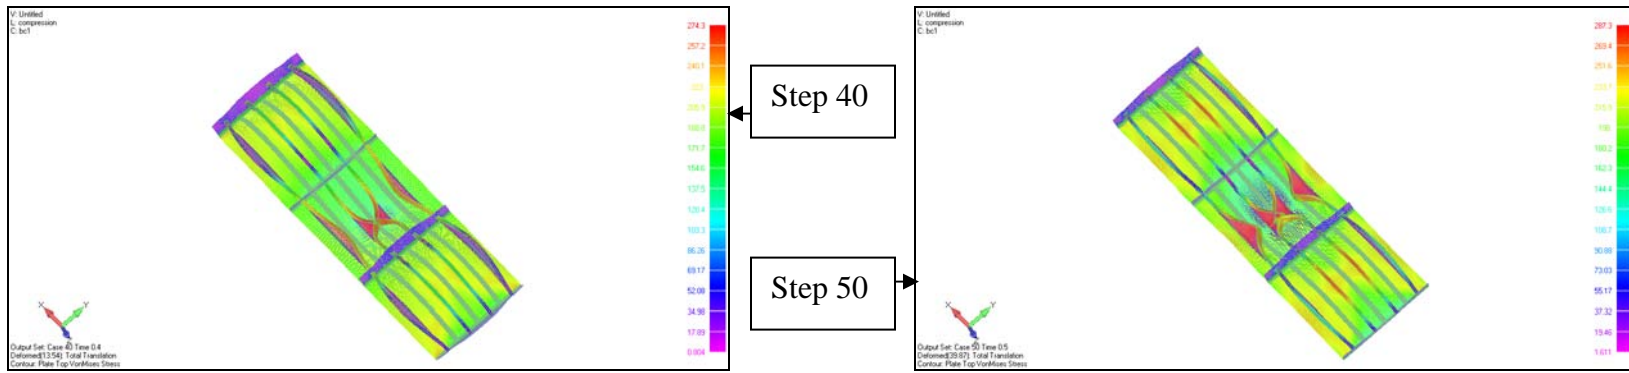 V: Untitled
L: compression
C: bc1
274.3
257.2
240.1
188.8
171.7
154.6
137.5
120.4
103.3
86.26
69.17
52.08
34.98
17.89
0.804
X
Y
Output Set: Case 40 Time 0.4
Deformed(13.54): Total Translation
Contour: Plate Top VonMises Stress
Step 40
Step 50
V: Untitled
L: compression
C: bc1
287.3
269.4
251.6
180.2
162.3
144.4
126.6
108.7
90.88
73.03
55.17
37.32
19.46
1.611
X
Y
Output Set: Case 50 Time 0.5
Deformed(39.87): Total Translation
Contour: Plate Top VonMises Stress